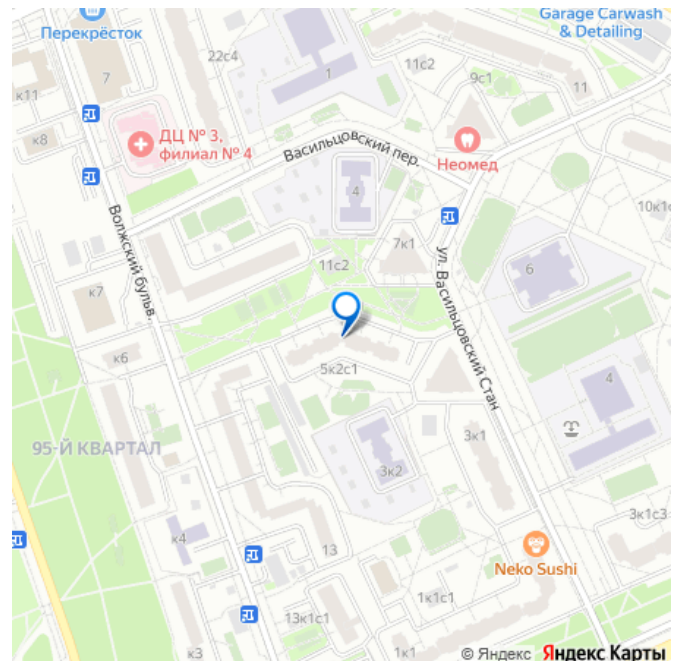 Перекрёсток
Garage Carwash
& Detailing
22с4
11с2
к11
7
1
9с1
11
к8
ДЦ № 3,
филиал № 4
Васильцовский пер.
Неомед
4
10к1с
Волжский бульв.
7к1
11с2
6
к7
ул. Васильцовский Стан
к6
5к2с1
4
95-Й КВАРТАЛ
3к1
3к2
3к1с3
к4
13
Neko Sushi
1к1с1
13к1с1
к3
1к1
© Яндекс Яндекс Карты